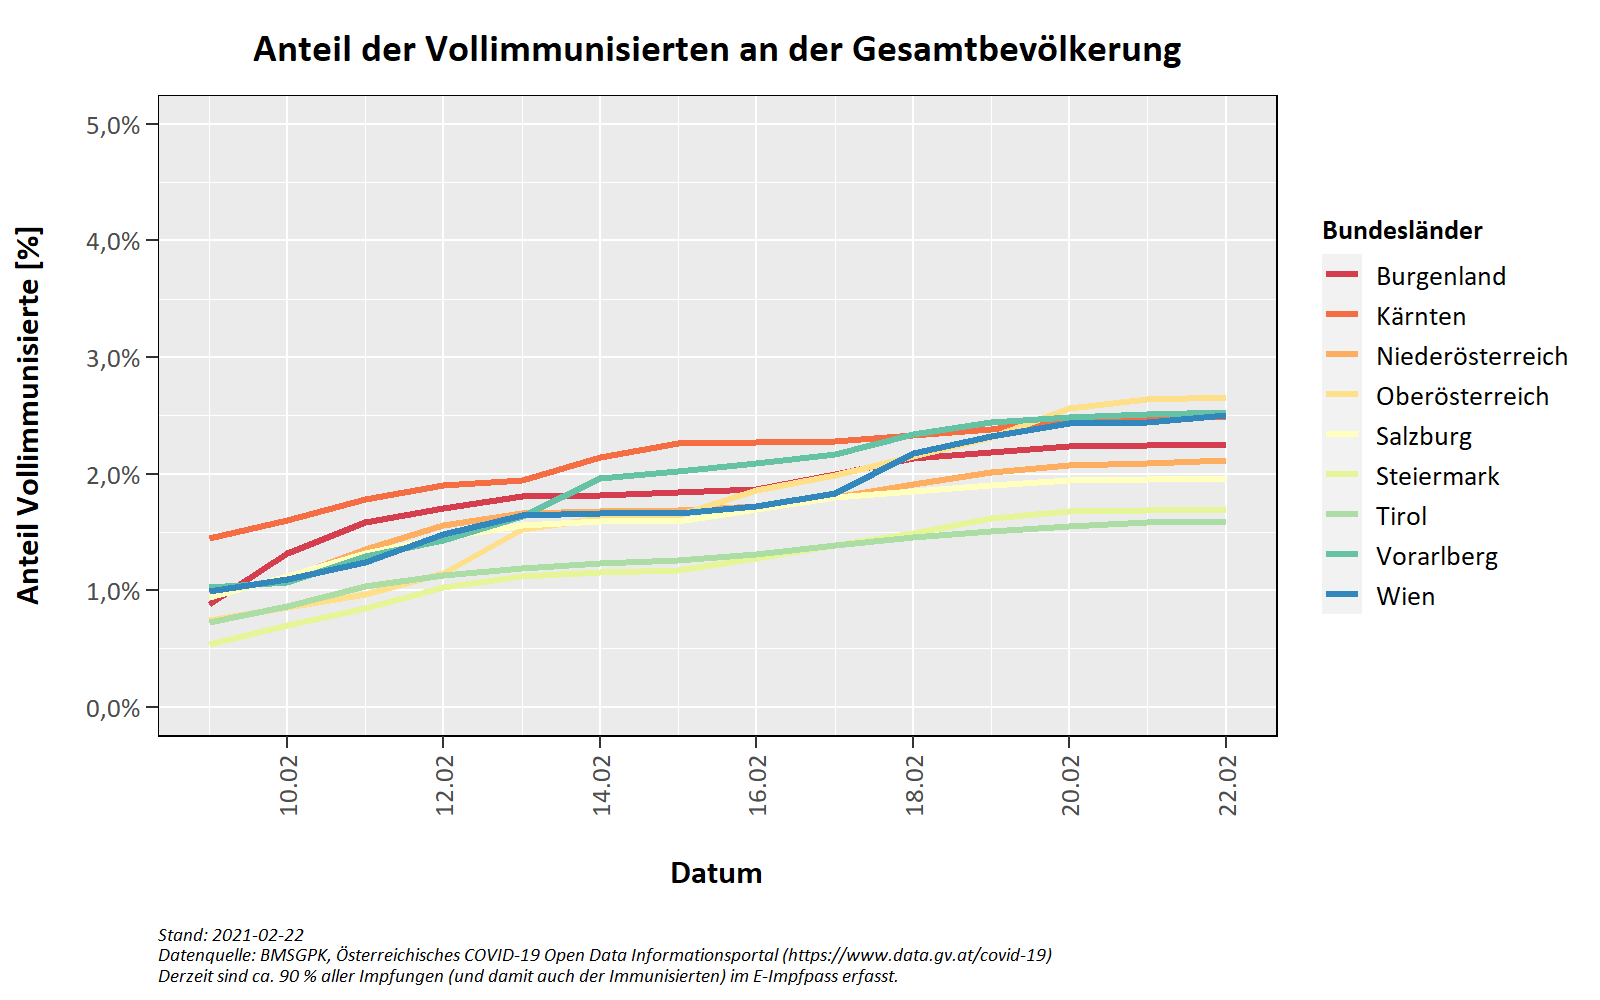 Anteil der Vollimmunisierten an der Gesamtbevölkerung
Anteil Vollimmunisierte [%]
5,0%
4,0%
3,0%
2,0%
1,0%
0,0%
10.02
12.02
14.02
16.02
18.02
20.02
22.02
Datum
Bundesländer
Burgenland
Kärnten
Niederösterreich
Oberösterreich
Salzburg
Steiermark
Tirol
Vorarlberg
Wien
Stand: 2021-02-22
Datenquelle: BMSGPK, Österreichisches COVID-19 Open Data Informationsportal (https://www.data.gv.at/covid-19)
Derzeit sind ca. 90 % aller Impfungen (und damit auch der Immunisierten) im E-Impfpass erfasst.